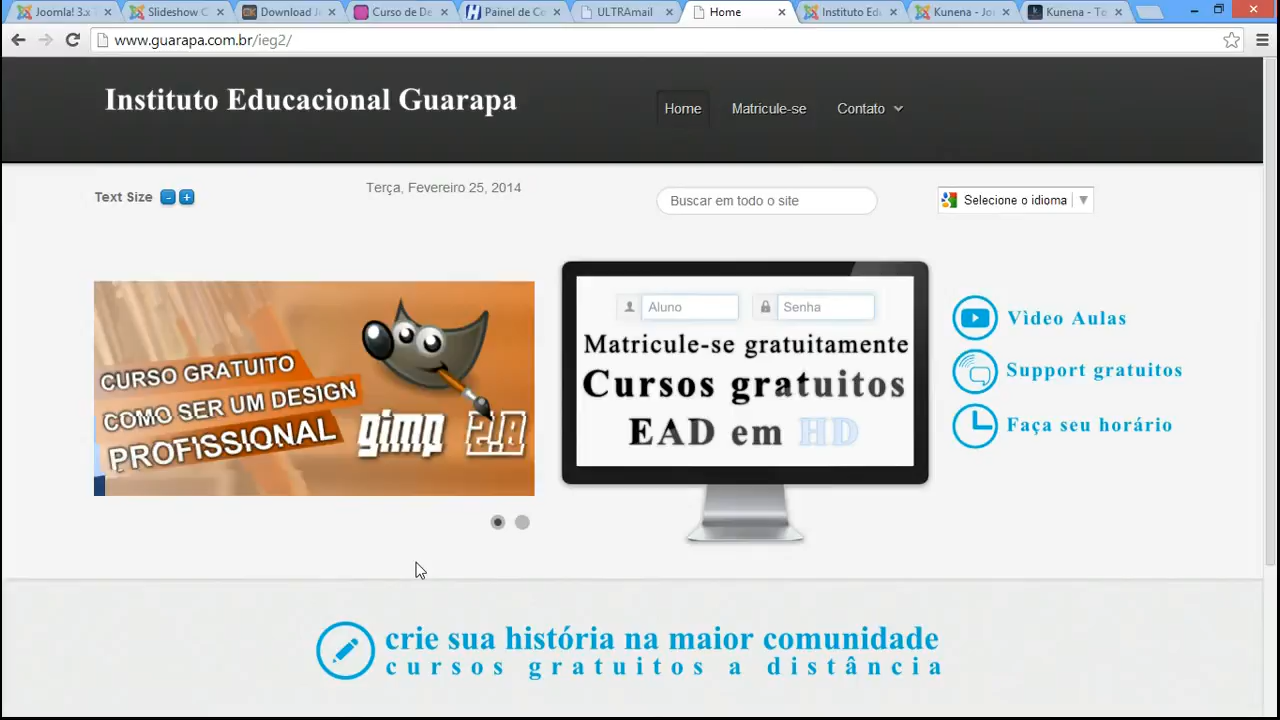 Joomla! 3.x T
Slideshow C
Download J
Curso de De
Painel de Ce
ULTRAmail
Home
Instituto Edu
Kunena - Jo
Kunena - To
www.guarapa.com.br/ieg2/
Instituto Educacional Guarapa
Home
Matricule-se
Contato
Text Size - +
Terça, Fevereiro 25, 2014
Buscar em todo o site
Selecione o idioma
CURSO GRATUITO
COMO SER UM DESIGN
PROFISSIONAL
gimp 2.8
Aluno
Senha
Matricule-se gratuitamente
Cursos gratuitos
EAD em HD
Vìdeo Aulas
Support gratuitos
Faça seu horário
crie sua história na maior comunidade
cursos gratuitos a distância